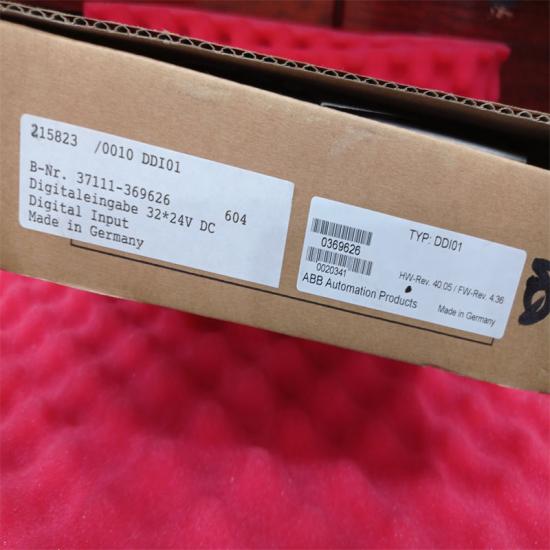 215823 /0010 DDI01
B-Nr. 37111-369626
Digitaleingabe 32*24V DC 604
Digital Input
Made in Germany
TYP: DDI01
0369626
0020341
HW-Rev. 40.05 / FW-Rev. 4.36
ABB Automation Products
Made in Germany